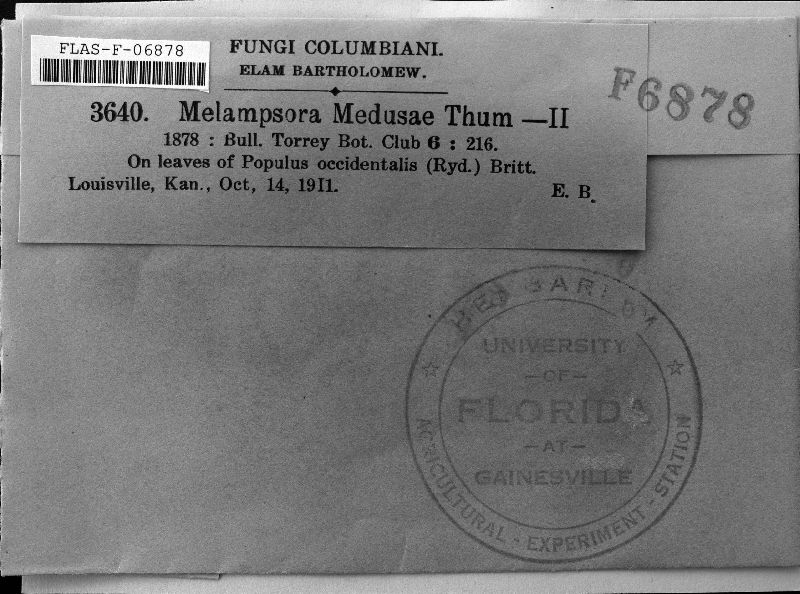 FLAS-F-06878
FUNGI COLUMBIANI.
ELAM BARTHOLOMEW.
3640. Melampsora Medusae Thum —II
1878 : Bull. Torrey Bot. Club 6 : 216.
On leaves of Populus occidentalis (Ryd.) Britt.
Louisville, Kan., Oct, 14, 1911.
E. B.
F6878
HERBARIUM
UNIVERSITY
—OF—
FLORIDA
—AT—
GAINESVILLE
AGRICULTURAL - EXPERIMENT - STATION